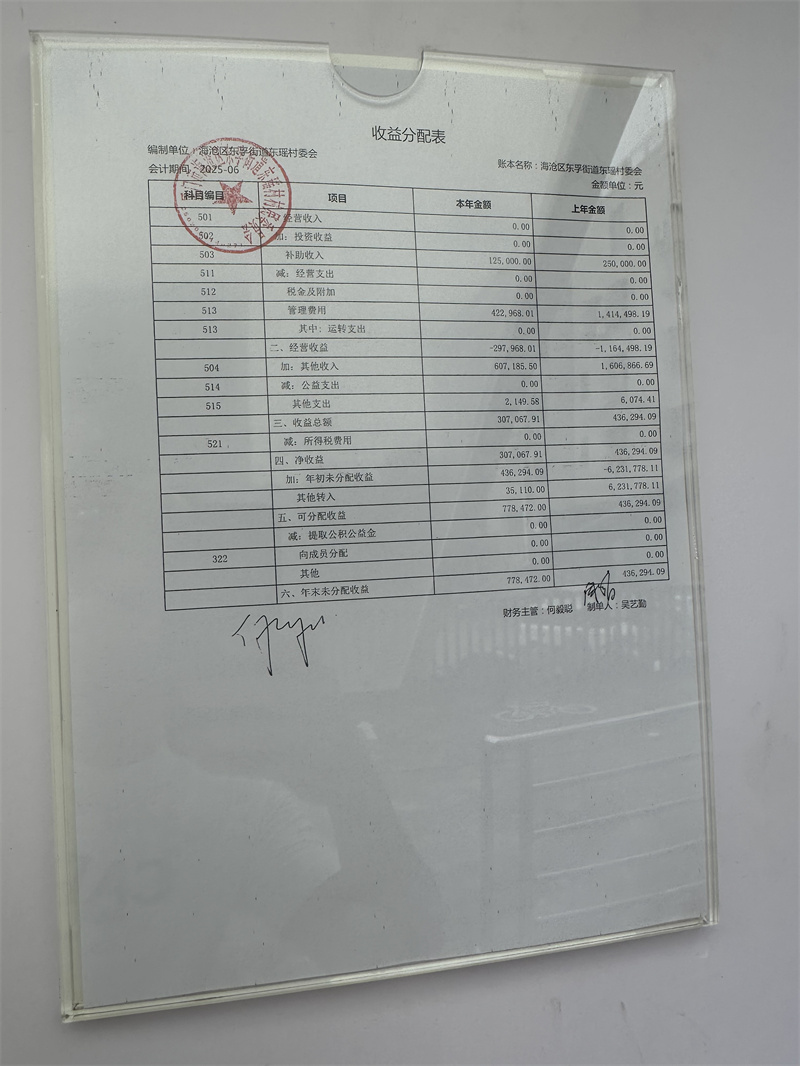 收益分配表
编制单位：海沧区东孚街道东瑶村委会 账本名称：海沧区东孚街道东瑶村委会
会计期间：2025-06 金额单位：元
科目编目 项目 本年金额 上年金额
501 经营收入 0.00 0.00
502 加：投资收益 0.00 0.00
503 补助收入 125,000.00 250,000.00
511 减：经营支出 0.00 0.00
512 税金及附加 0.00 0.00
513 管理费用 422,968.01 1,414,498.19
513 其中：运转支出 0.00 0.00
二、经营收益 -297,968.01 -1,164,498.19
504 加：其他收入 607,185.50 1,606,866.69
514 减：公益支出 0.00 0.00
515 其他支出 2,149.58 6,074.41
三、收益总额 307,067.91 436,294.09
521 减：所得税费用 0.00 0.00
四、净收益 307,067.91 436,294.09
加：年初未分配收益 436,294.09 -6,231,778.11
其他转入 35,110.00 6,231,778.11
五、可分配收益 778,472.00 436,294.09
减：提取公积公益金 0.00 0.00
322 向成员分配 0.00 0.00
其他 0.00 0.00
六、年末未分配收益 778,472.00 436,294.09
财务主管：何毅聪 制单人：吴艺勤